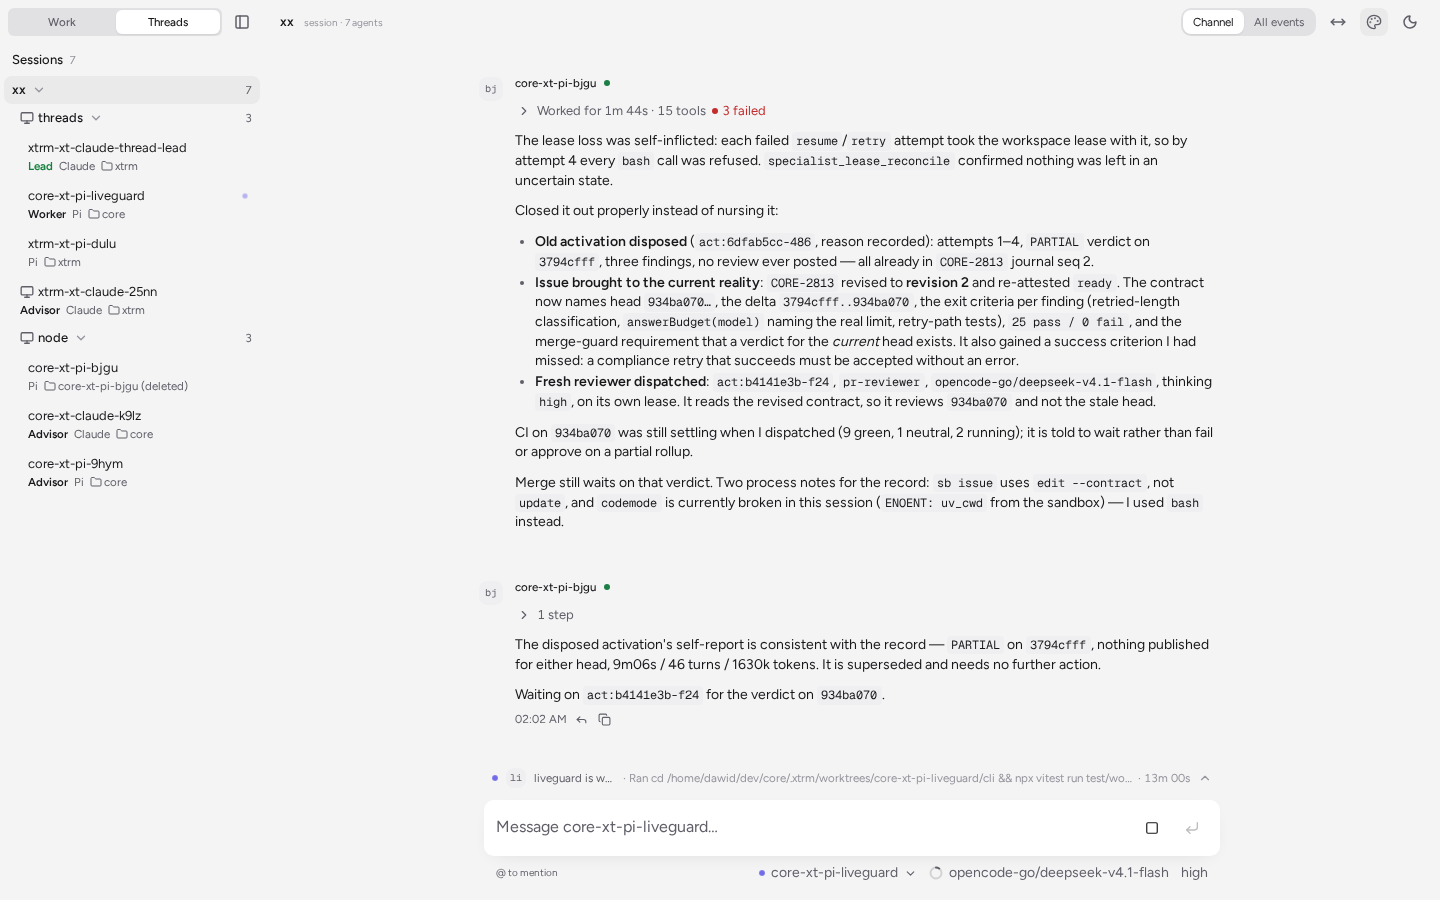 Work Threads
xx session · 7 agents
Channel All events
Sessions 7
xx 7
threads 3
xtrm-xt-claude-thread-lead
Lead Claude xtrm
core-xt-pi-liveguard
Worker Pi core
xtrm-xt-pi-dulu
Pi xtrm
xtrm-xt-claude-25nn
Advisor Claude xtrm
node 3
core-xt-pi-bjgu
Pi core-xt-pi-bjgu (deleted)
core-xt-claude-k9lz
Advisor Claude core
core-xt-pi-9hym
Advisor Pi core
bj core-xt-pi-bjgu
Worked for 1m 44s · 15 tools 3 failed
The lease loss was self-inflicted: each failed resume / retry attempt took the workspace lease with it, so by
attempt 4 every bash call was refused. specialist_lease_reconcile confirmed nothing was left in an
uncertain state.
Closed it out properly instead of nursing it:
• Old activation disposed ( act:6dfab5cc-486 , reason recorded): attempts 1–4, PARTIAL verdict on
3794cfff , three findings, no review ever posted — all already in CORE-2813 journal seq 2.
• Issue brought to the current reality: CORE-2813 revised to revision 2 and re-attested ready . The contract
now names head 934ba070… , the delta 3794cfff..934ba070 , the exit criteria per finding (retried-length
classification, answerBudget(model) naming the real limit, retry-path tests), 25 pass / 0 fail , and the
merge-guard requirement that a verdict for the current head exists. It also gained a success criterion I had
missed: a compliance retry that succeeds must be accepted without an error.
• Fresh reviewer dispatched: act:b4141e3b-f24 , pr-reviewer , opencode-go/deepseek-v4.1-flash , thinking
high , on its own lease. It reads the revised contract, so it reviews 934ba070 and not the stale head.
CI on 934ba070 was still settling when I dispatched (9 green, 1 neutral, 2 running); it is told to wait rather than fail
or approve on a partial rollup.
Merge still waits on that verdict. Two process notes for the record: sb issue uses edit --contract , not
update , and codemode is currently broken in this session ( ENOENT: uv_cwd from the sandbox) — I used bash
instead.
bj core-xt-pi-bjgu
1 step
The disposed activation's self-report is consistent with the record — PARTIAL on 3794cfff , nothing published
for either head, 9m06s / 46 turns / 1630k tokens. It is superseded and needs no further action.
Waiting on act:b4141e3b-f24 for the verdict on 934ba070 .
02:02 AM
li liveguard is w… · Ran cd /home/dawid/dev/core/.xtrm/worktrees/core-xt-pi-liveguard/cli && npx vitest run test/wo… · 13m 00s
Message core-xt-pi-liveguard…
@ to mention core-xt-pi-liveguard opencode-go/deepseek-v4.1-flash high